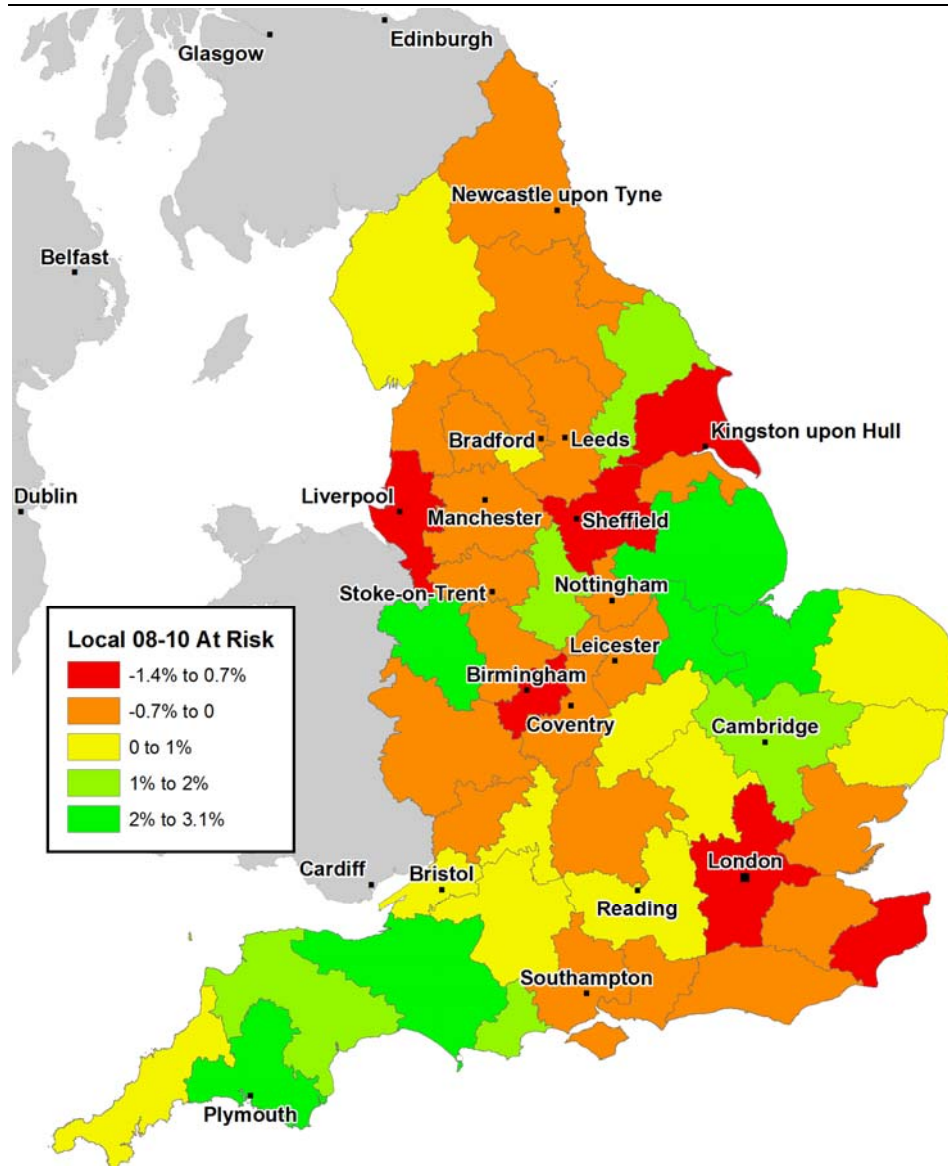 Edinburgh
Glasgow
Newcastle upon Tyne
Belfast
Bradford
Leeds
Kingston upon Hull
Dublin
Liverpool
Manchester
Sheffield
Stoke-on-Trent
Nottingham
Local 08-10 At Risk
-1.4% to 0.7%
-0.7% to 0
0 to 1%
1% to 2%
2% to 3.1%
Leicester
Birmingham
Coventry
Cambridge
Cardiff
Bristol
London
Reading
Southampton
Plymouth